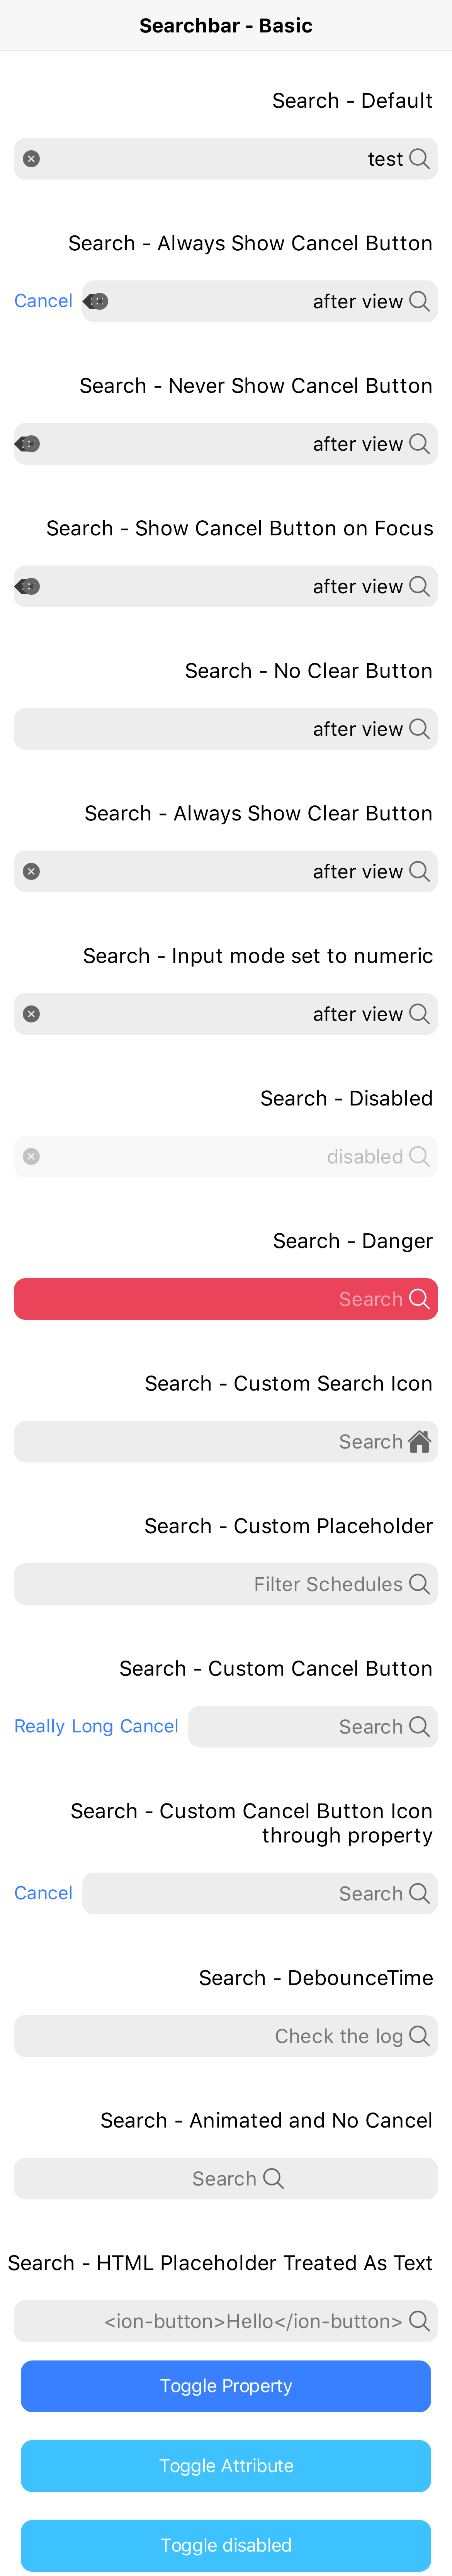 Searchbar - Basic
Search - Default
test
Search - Always Show Cancel Button
Cancel
after view
Search - Never Show Cancel Button
after view
Search - Show Cancel Button on Focus
after view
Search - No Clear Button
after view
Search - Always Show Clear Button
after view
Search - Input mode set to numeric
after view
Search - Disabled
disabled
Search - Danger
Search
Search - Custom Search Icon
Search
Search - Custom Placeholder
Filter Schedules
Search - Custom Cancel Button
Really Long Cancel
Search
Search - Custom Cancel Button Icon
through property
Cancel
Search
Search - DebounceTime
Check the log
Search - Animated and No Cancel
Search
Search - HTML Placeholder Treated As Text
<ion-button>Hello</ion-button>
Toggle Property
Toggle Attribute
Toggle disabled